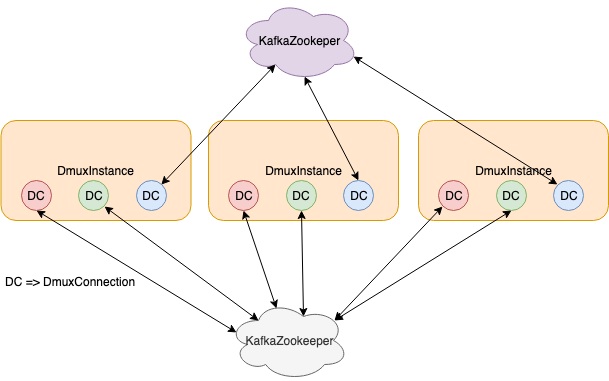 KafkaZookeper
DmuxInstance
DC
DC
DC
DmuxInstance
DC
DC
DC
DmuxInstance
DC
DC
DC
DC => DmuxConnection
KafkaZookeeper